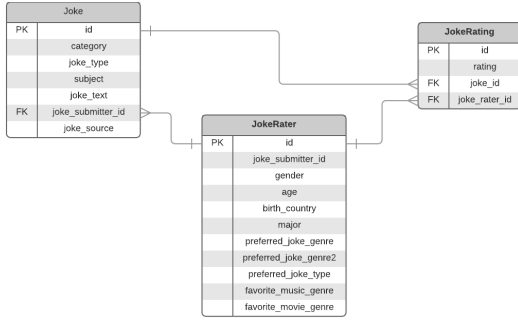 Joke
PK id
category
joke_type
subject
joke_text
FK joke_submitter_id
joke_source
JokeRating
PK id
rating
FK joke_id
FK joke_rater_id
JokeRater
PK id
joke_submitter_id
gender
age
birth_country
major
preferred_joke_genre
preferred_joke_genre2
preferred_joke_type
favorite_music_genre
favorite_movie_genre